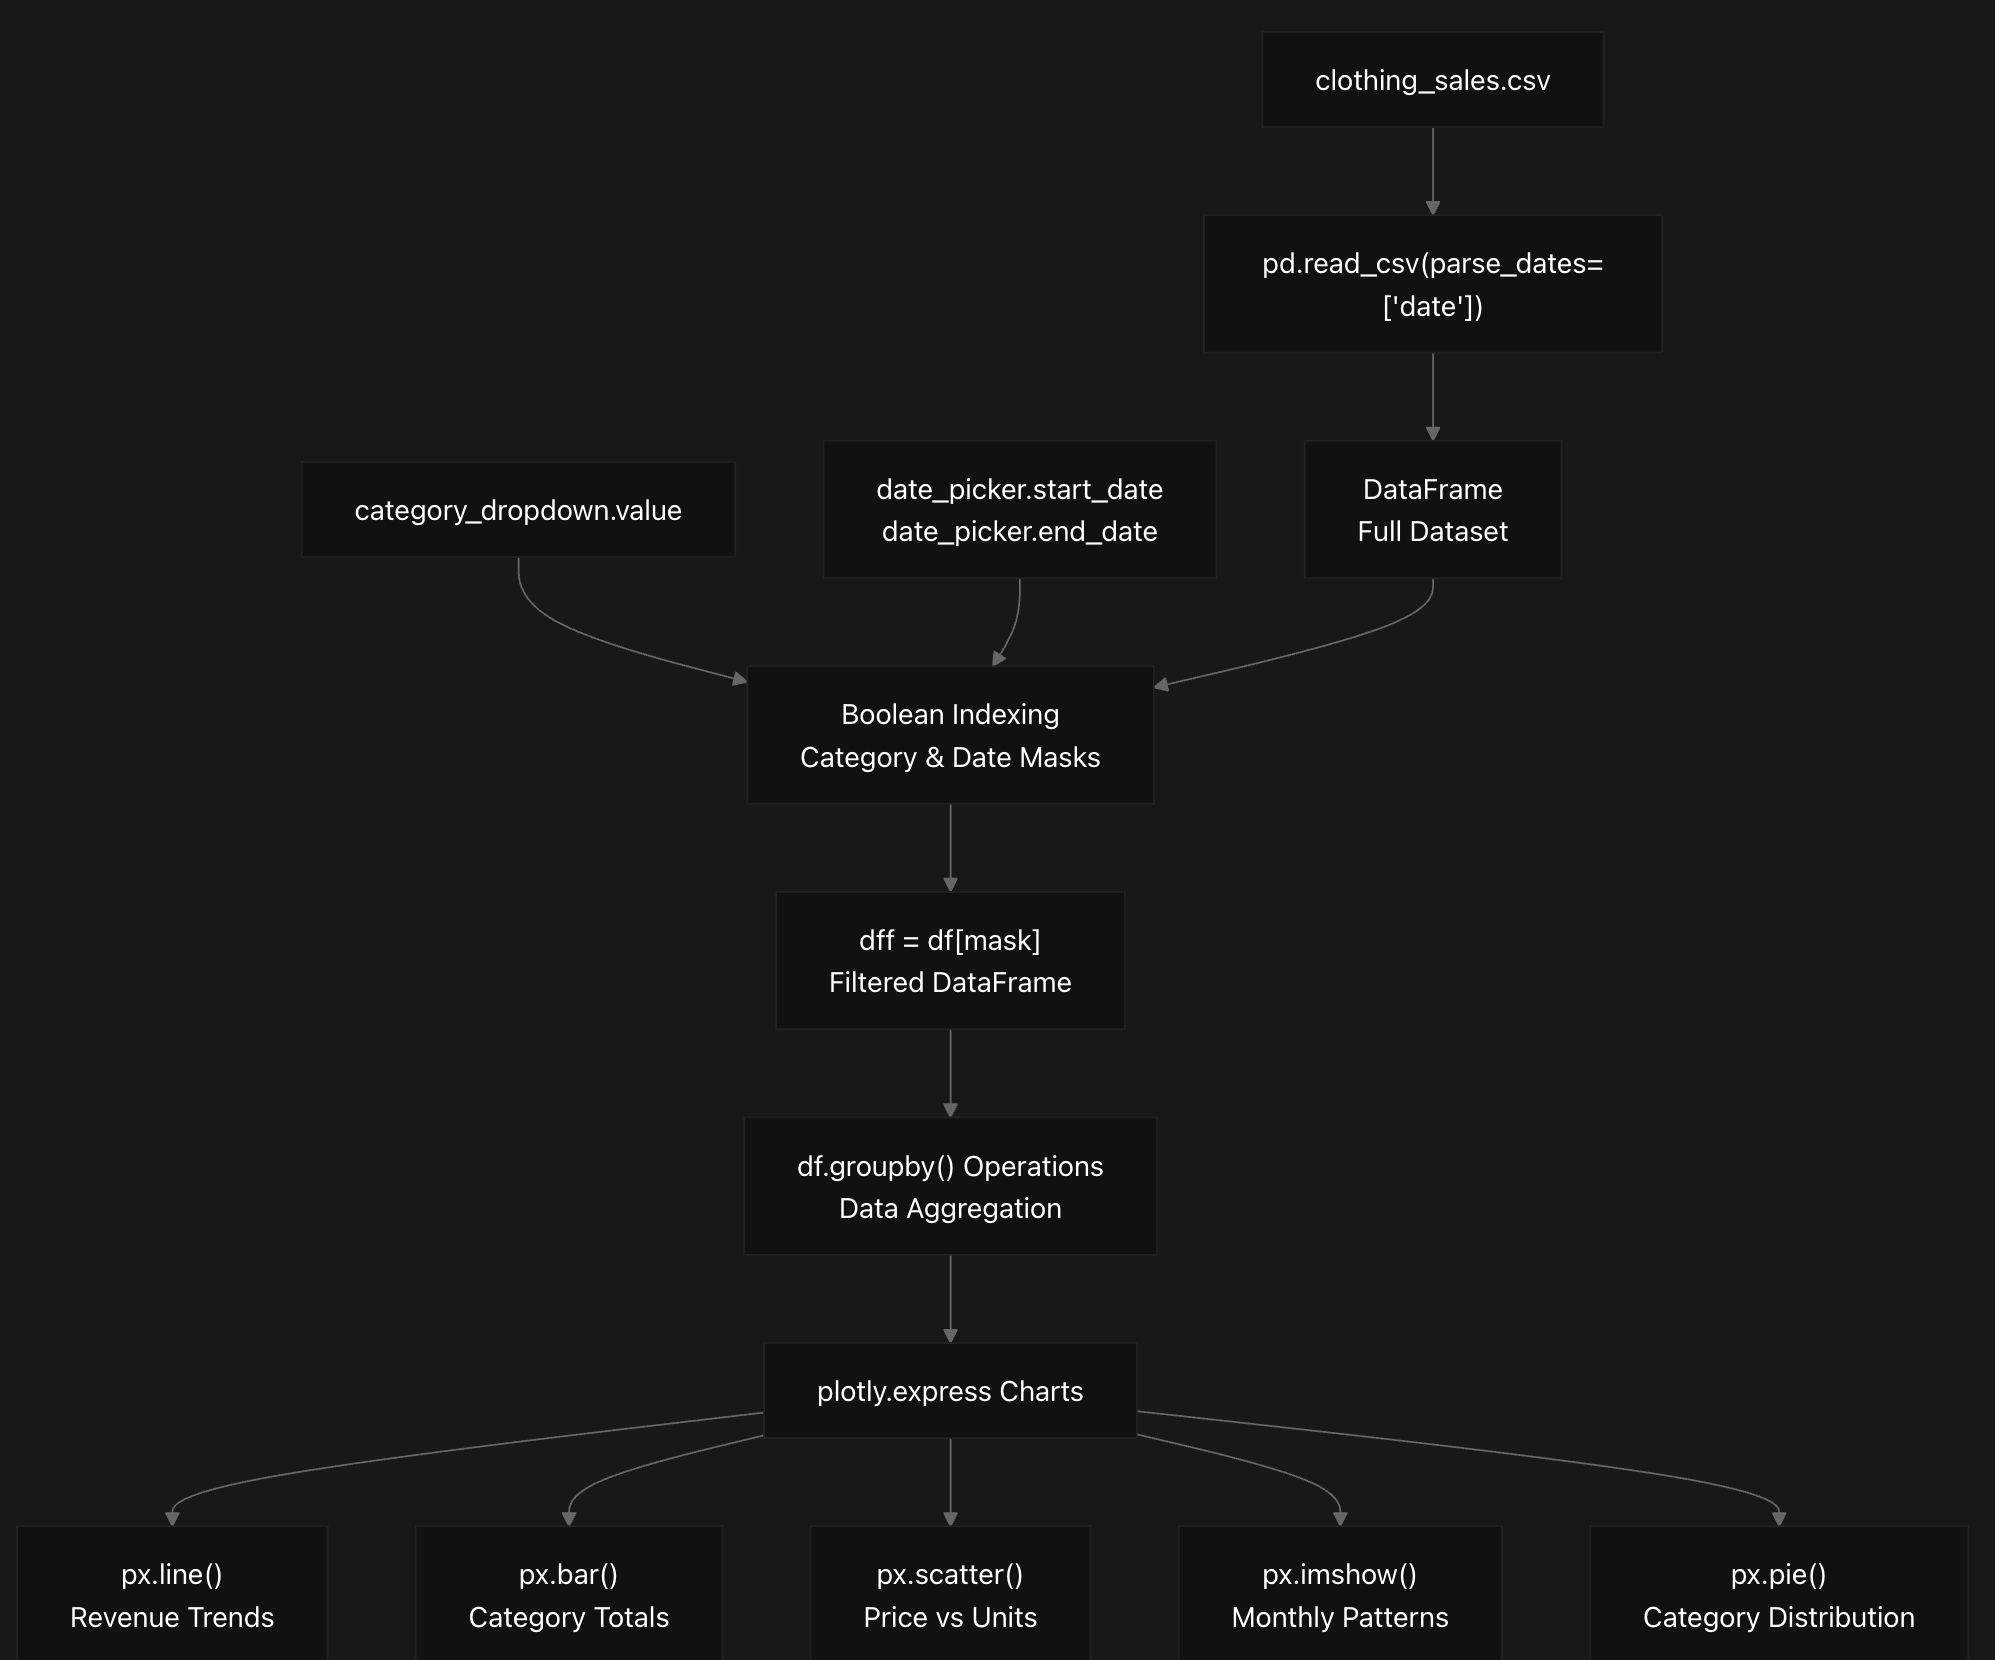 clothing_sales.csv
pd.read_csv(parse_dates=
['date'])
category_dropdown.value
date_picker.start_date
date_picker.end_date
DataFrame
Full Dataset
Boolean Indexing
Category & Date Masks
dff = df[mask]
Filtered DataFrame
df.groupby() Operations
Data Aggregation
plotly.express Charts
px.line()
Revenue Trends
px.bar()
Category Totals
px.scatter()
Price vs Units
px.imshow()
Monthly Patterns
px.pie()
Category Distribution